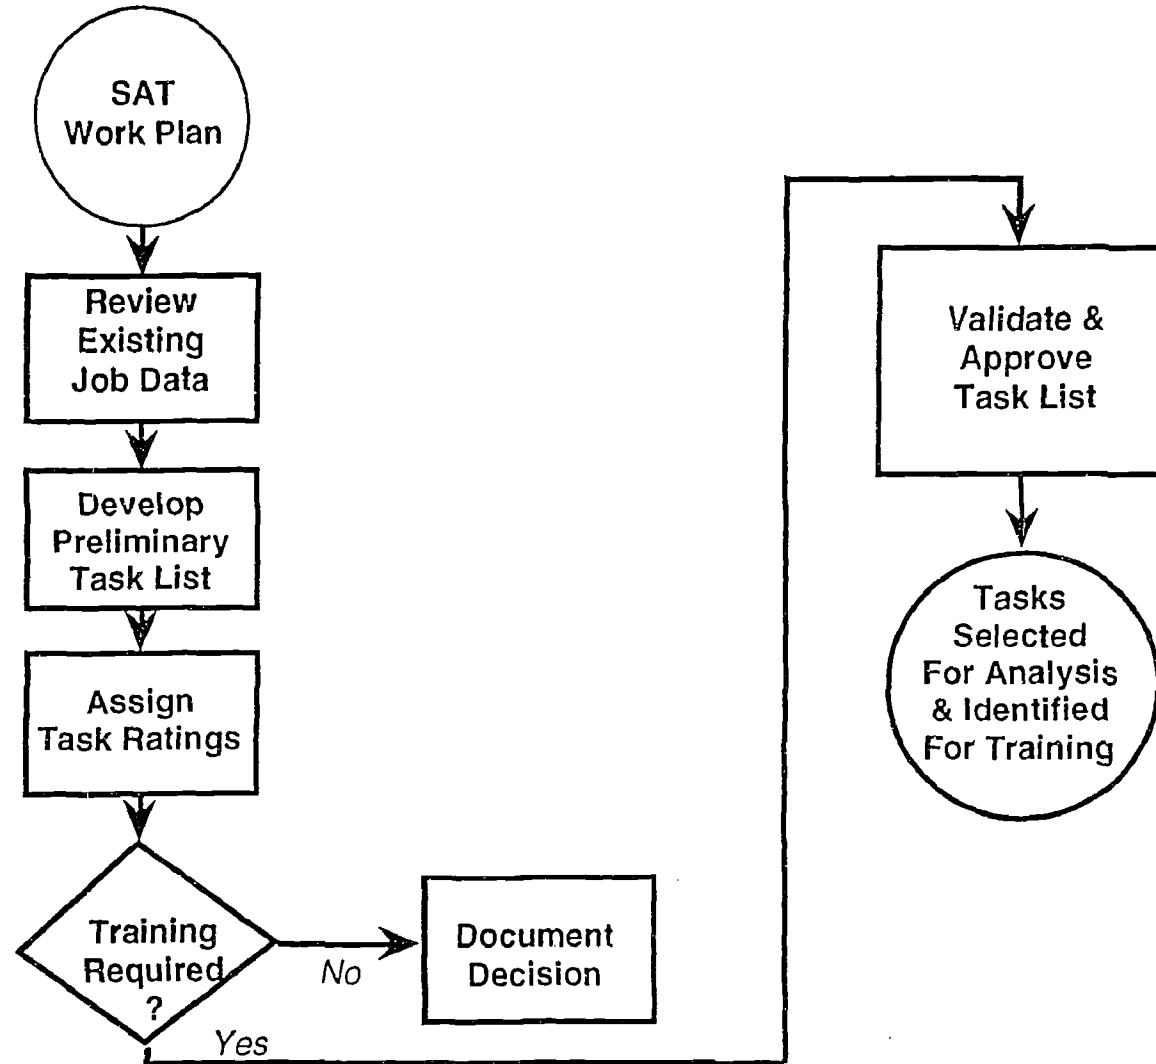 SAT
Work Plan
Review
Existing
Job Data
Develop
Preliminary
Task List
Assign
Task Ratings
Training
Required
?
No
Yes
Document
Decision
Validate &
Approve
Task List
Tasks
Selected
For Analysis
& Identified
For Training